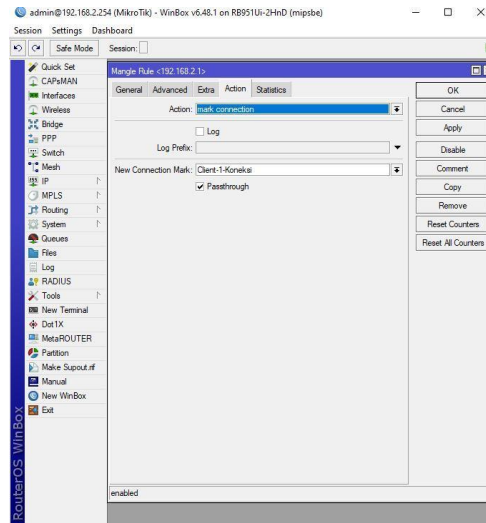 admin@192.168.2.254 (MikroTik) - WinBox v6.48.1 on RB951Ui-2HnD (mipsbe)
Session Settings Dashboard
Safe Mode Session:
Quick Set
CAPsMAN
Interfaces
Wireless
Bridge
PPP
Switch
Mesh
IP
MPLS
Routing
System
Queues
Files
Log
RADIUS
Tools
New Terminal
Dot1X
MetaROUTER
Partition
Make Supout.rif
Manual
New WinBox
Exit
RouterOS WinBox
Mangle Rule <192.168.2.1>
General Advanced Extra Action Statistics
Action: mark connection
Log
Log Prefix:
New Connection Mark: Client-1-Koneksi
Passthrough
OK
Cancel
Apply
Disable
Comment
Copy
Remove
Reset Counters
Reset All Counters
enabled